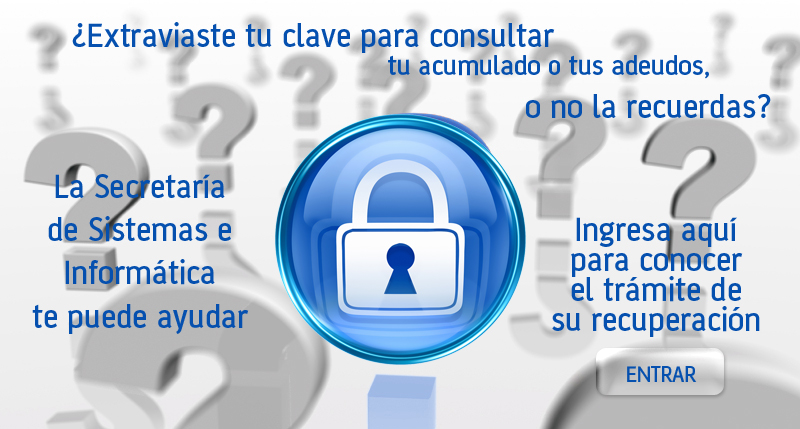 ¿Extraviaste tu clave para consultar
tu acumulado o tus adeudos,
o no la recuerdas?
La Secretaría
de Sistemas e
Informática
te puede ayudar
Ingresa aquí
para conocer
el trámite de
su recuperación
ENTRAR